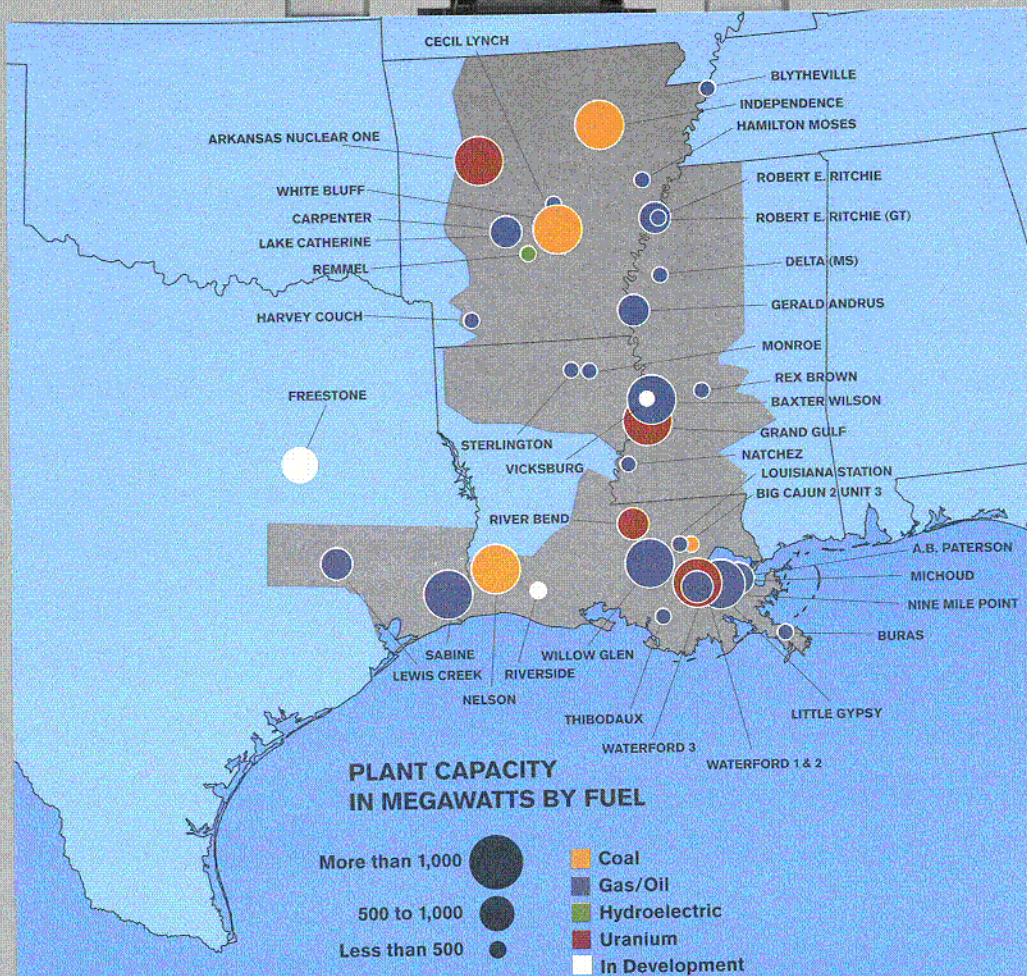 CECIL LYNCH
BLYTHEVILLE
INDEPENDENCE
HAMILTON MOSES
ARKANSAS NUCLEAR ONE
ROBERT E. RITCHIE
WHITE BLUFF
CARPENTER
ROBERT E. RITCHIE (GT)
LAKE CATHERINE
REMMEL
DELTA (MS)
GERALD ANDRUS
HARVEY COUCH
MONROE
REX BROWN
FREESTONE
BAXTER WILSON
GRAND GULF
STERLINGTON
NATCHEZ
VICKSBURG
LOUISIANA STATION
BIG CAJUN 2 UNIT 3
RIVER BEND
A.B. PATERSON
MICHOUD
NINE MILE POINT
BURAS
SABINE
WILLOW GLEN
LEWIS CREEK
RIVERSIDE
NELSON
LITTLE GYPSY
THIBODAUX
WATERFORD 3
WATERFORD 1 & 2
PLANT CAPACITY
IN MEGAWATTS BY FUEL
More than 1,000
500 to 1,000
Less than 500
Coal
Gas/Oil
Hydroelectric
Uranium
In Development